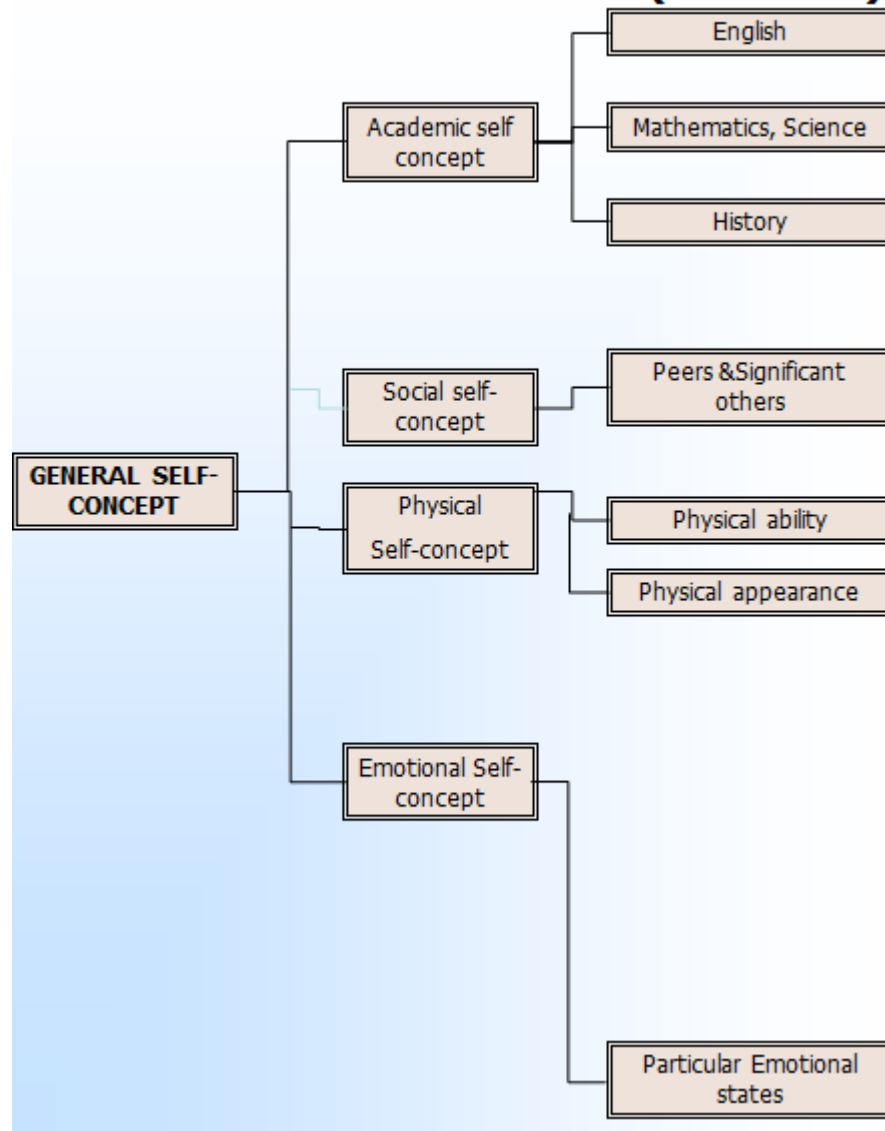 English
Academic self
concept
Mathematics, Science
History
Social self-
concept
Peers &Significant
others
GENERAL SELF-
CONCEPT
Physical
Self-concept
Physical ability
Physical appearance
Emotional Self-
concept
Particular Emotional
states